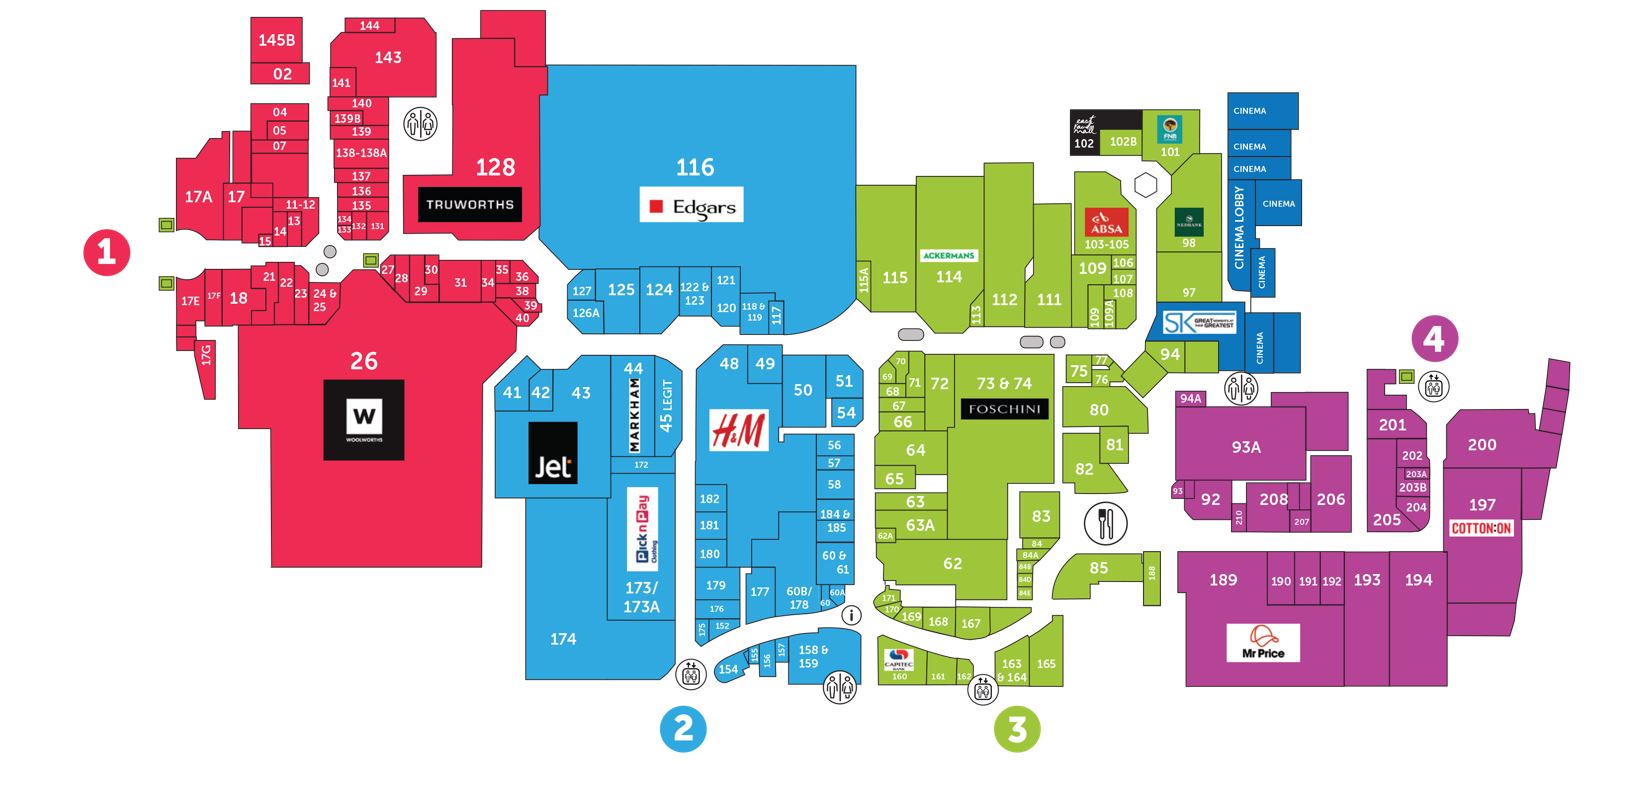 1
145B
02
04
05
07
17A
17
11-12
13
14
15
144
143
141
140
139B
139
138-138A
137
136
135
134
133
132
131
128
TRUWORTHS
17E
17F
18
17G
21
22
23
24 &
25
27
28
29
30
31
34
35
36
38
39
40
26
W
WOOLWORTHS
116
Edgars
127
126A
125
124
122 &
123
121
120
118 &
119
117
41
42
43
Jet
44
MARKHAM
45 LEGIT
172
PicknPay
Clothing
173/
173A
174
48
49
50
51
54
H&M
56
57
58
184 &
185
60 &
61
60A
60
60B/
178
182
181
180
179
177
176
175
152
154
155
156
157
158 &
159
i
2
115A
115
ACKERMANS
114
113
112
111
east
rand
mall
102
102B
FNB
101
ABSA
103-105
109
106
107
108
109
109A
NEDBANK
98
97
94
70
69
71
68
67
66
72
73 & 74
FOSCHINI
64
65
63
63A
62A
62
75
77
76
80
81
82
83
84
84A
84B
84D
84E
85
188
171
170
169
168
167
CAPITEC
BANK
160
161
162
163
& 164
165
3
CINEMA
CINEMA
CINEMA
CINEMA
CINEMA LOBBY
CINEMA
CINEMA
SK
GREAT MOMENTS AT
THEIR GREATEST
4
94A
93A
93
92
210
208
207
206
201
202
203A
203B
204
205
200
197
COTTON:ON
189
190
191
192
193
194
Mr Price